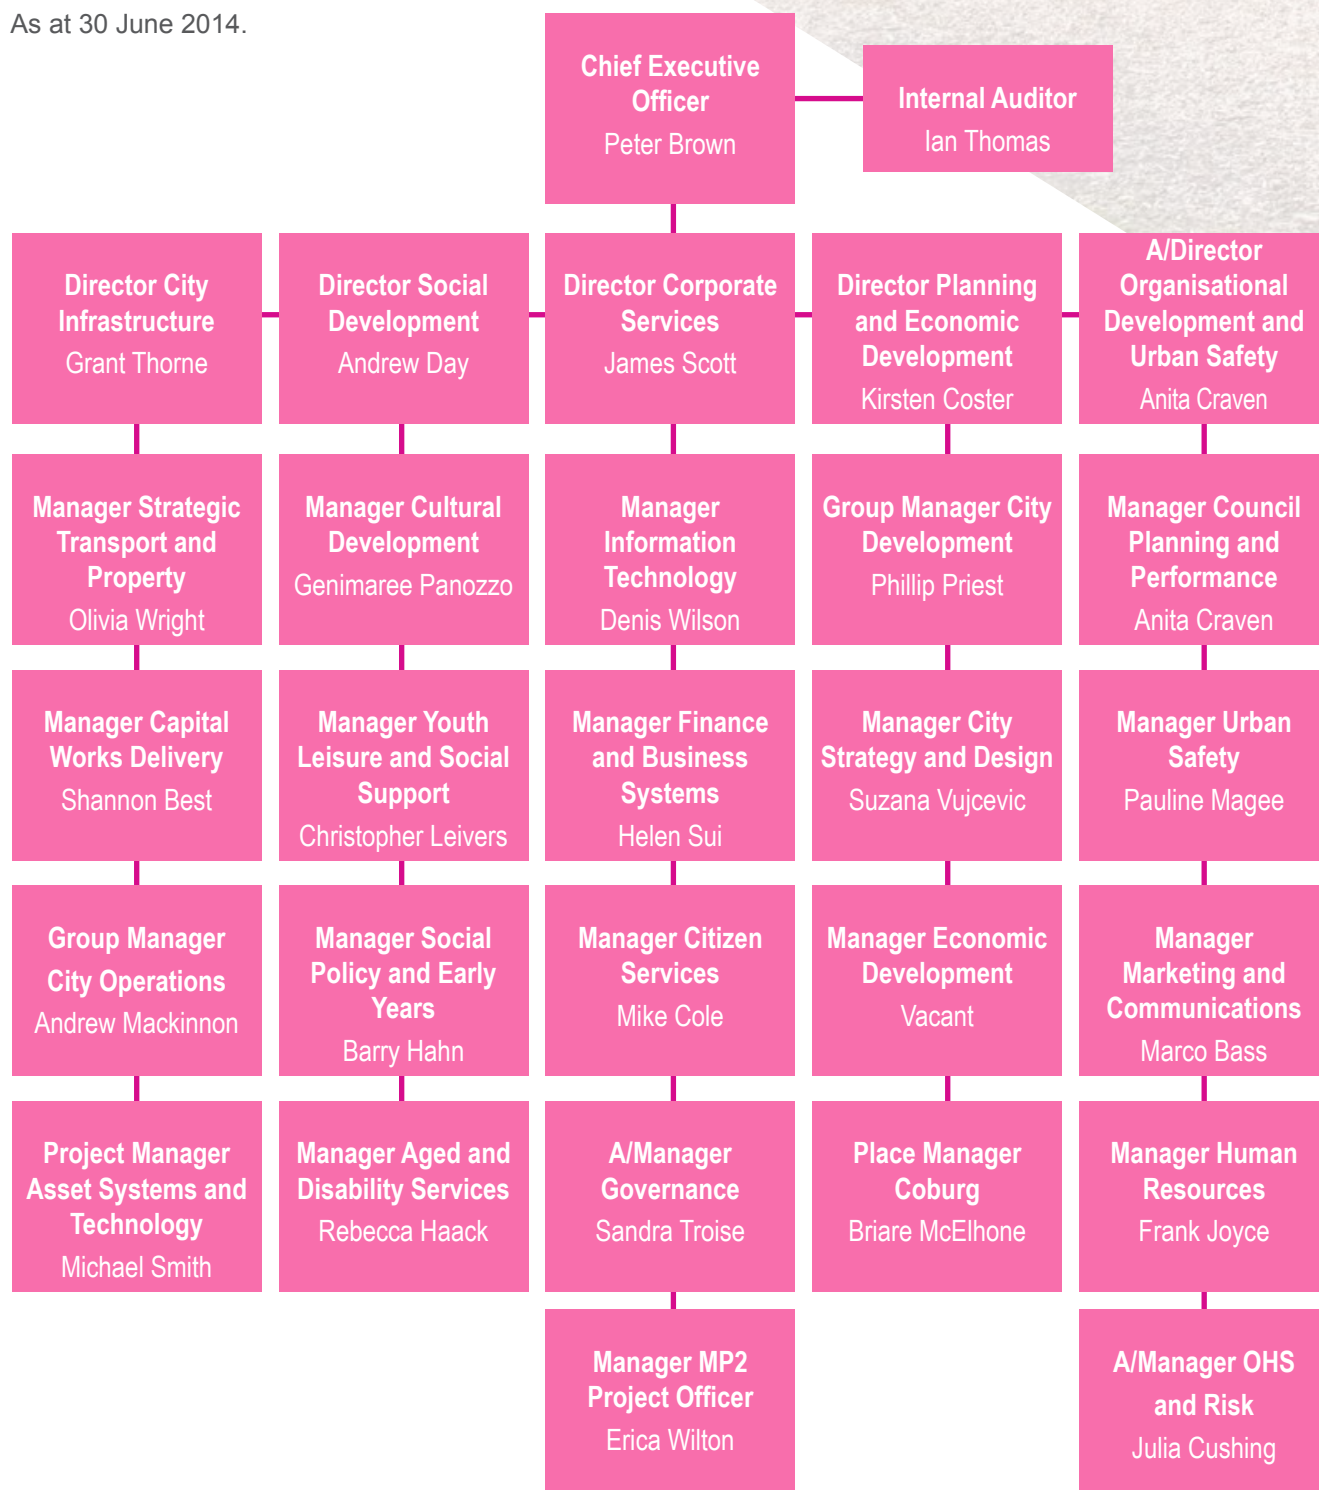 As at 30 June 2014.
Chief Executive
Officer
Peter Brown
Internal Auditor
Ian Thomas
Director City
Infrastructure
Grant Thorne
Director Social
Development
Andrew Day
Director Corporate
Services
James Scott
Director Planning
and Economic
Development
Kirsten Coster
A/Director
Organisational
Development and
Urban Safety
Anita Craven
Manager Strategic
Transport and
Property
Olivia Wright
Manager Cultural
Development
Genimaree Panozzo
Manager
Information
Technology
Denis Wilson
Group Manager City
Development
Phillip Priest
Manager Council
Planning and
Performance
Anita Craven
Manager Capital
Works Delivery
Shannon Best
Manager Youth
Leisure and Social
Support
Christopher Leivers
Manager Finance
and Business
Systems
Helen Sui
Manager City
Strategy and Design
Suzana Vujcevic
Manager Urban
Safety
Pauline Magee
Group Manager
City Operations
Andrew Mackinnon
Manager Social
Policy and Early
Years
Barry Hahn
Manager Citizen
Services
Mike Cole
Manager Economic
Development
Vacant
Manager
Marketing and
Communications
Marco Bass
Project Manager
Asset Systems and
Technology
Michael Smith
Manager Aged and
Disability Services
Rebecca Haack
A/Manager
Governance
Sandra Troise
Place Manager
Coburg
Briare McElhone
Manager Human
Resources
Frank Joyce
Manager MP2
Project Officer
Erica Wilton
A/Manager OHS
and Risk
Julia Cushing